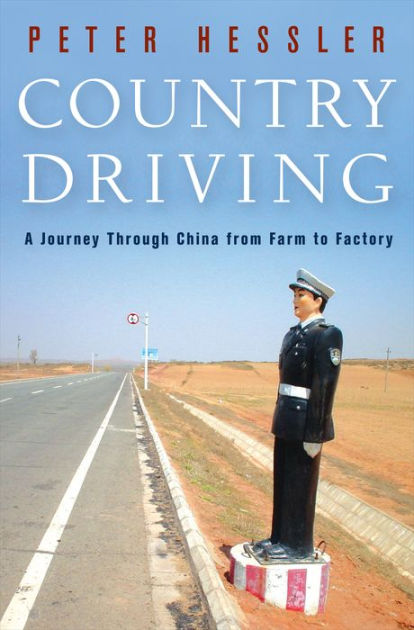 PETER HESSLER
COUNTRY
DRIVING
A Journey Through China from Farm to Factory